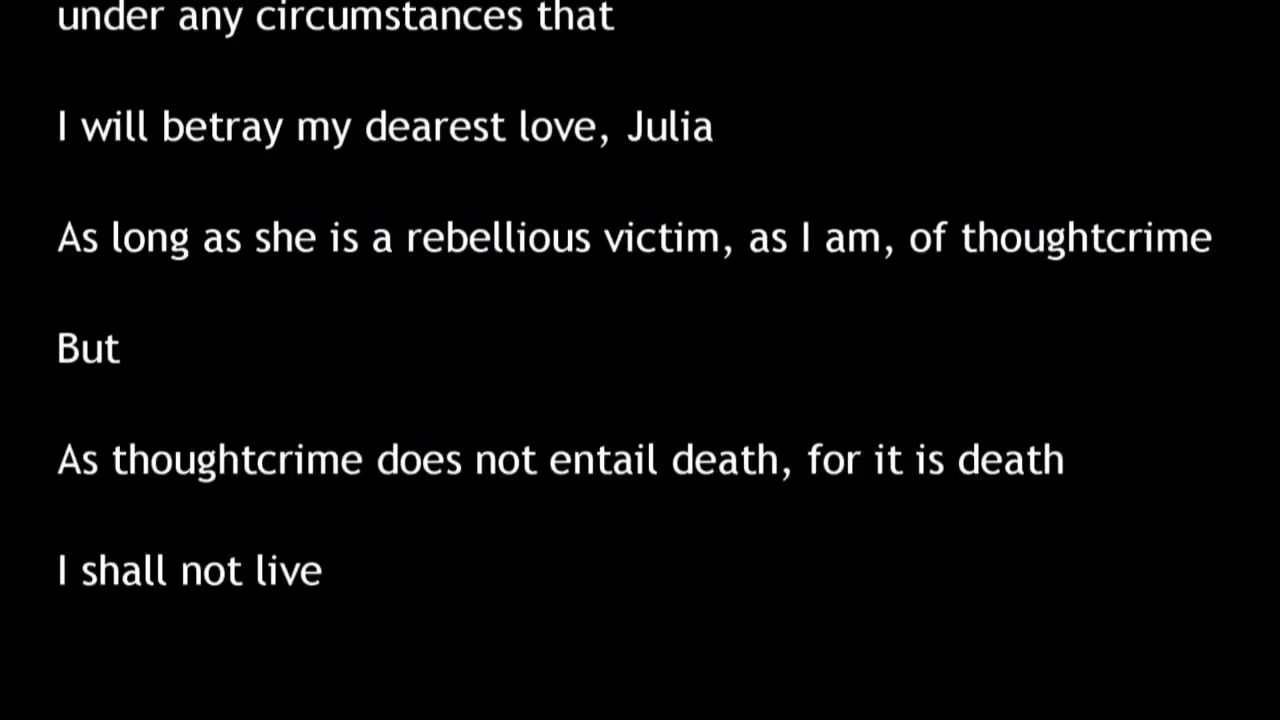 under any circumstances that
I will betray my dearest love, Julia
As long as she is a rebellious victim, as I am, of thoughtcrime
But
As thoughtcrime does not entail death, for it is death
I shall not live